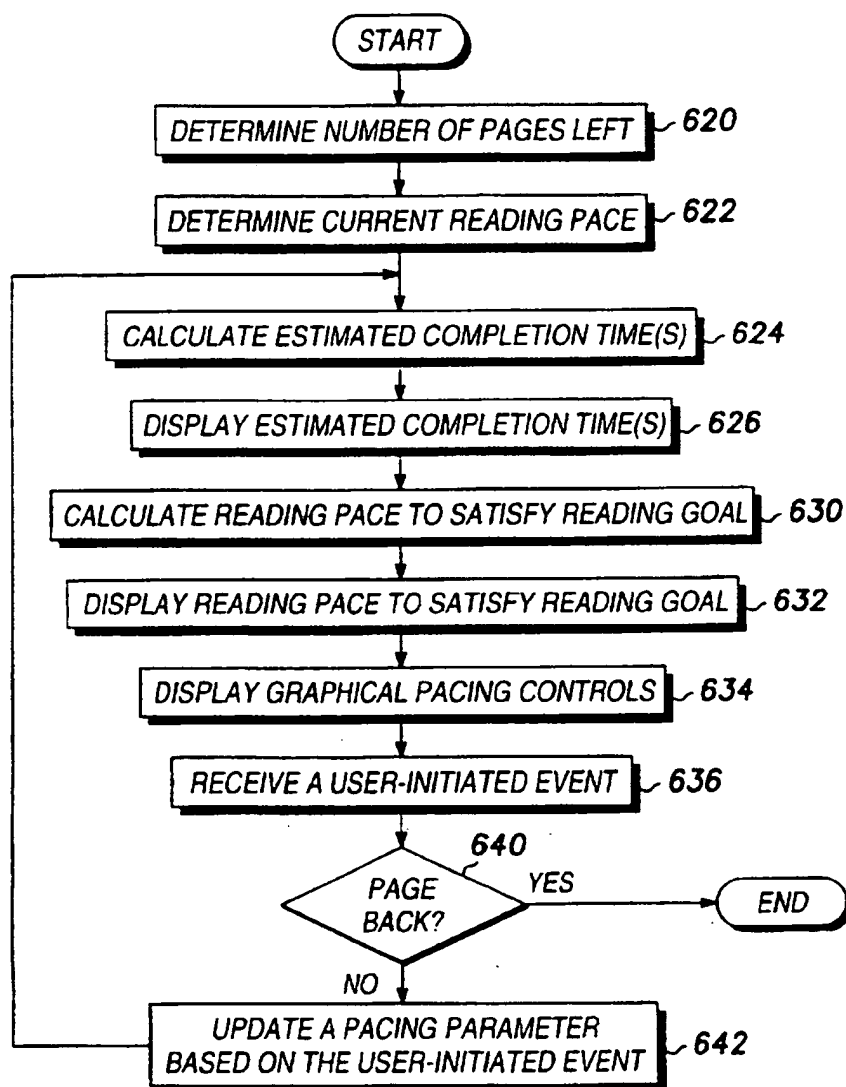 START
DETERMINE NUMBER OF PAGES LEFT 620
DETERMINE CURRENT READING PACE 622
CALCULATE ESTIMATED COMPLETION TIME(S) 624
DISPLAY ESTIMATED COMPLETION TIME(S) 626
CALCULATE READING PACE TO SATISFY READING GOAL 630
DISPLAY READING PACE TO SATISFY READING GOAL 632
DISPLAY GRAPHICAL PACING CONTROLS 634
RECEIVE A USER-INITIATED EVENT 636
640
PAGE
BACK?
YES
END
NO
UPDATE A PACING PARAMETER
BASED ON THE USER-INITIATED EVENT 642